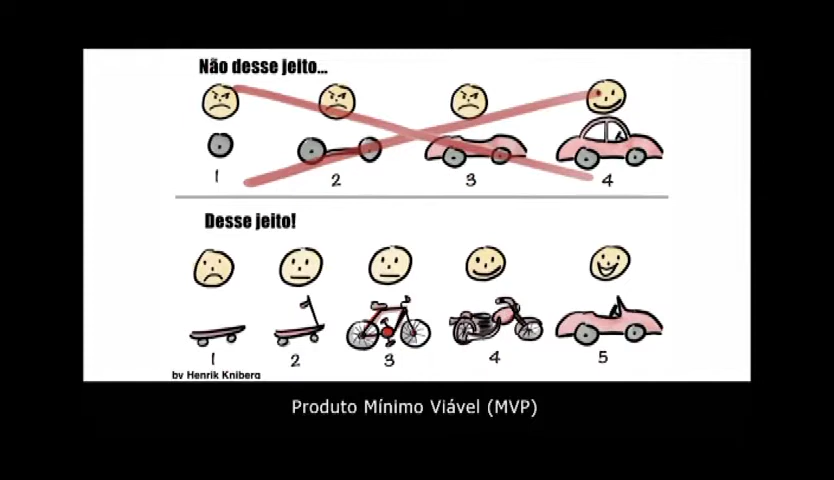 Não desse jeito...
1 2 3 4
Desse jeito!
1 2 3 4 5
by Henrik Kniberg
Produto Mínimo Viável (MVP)